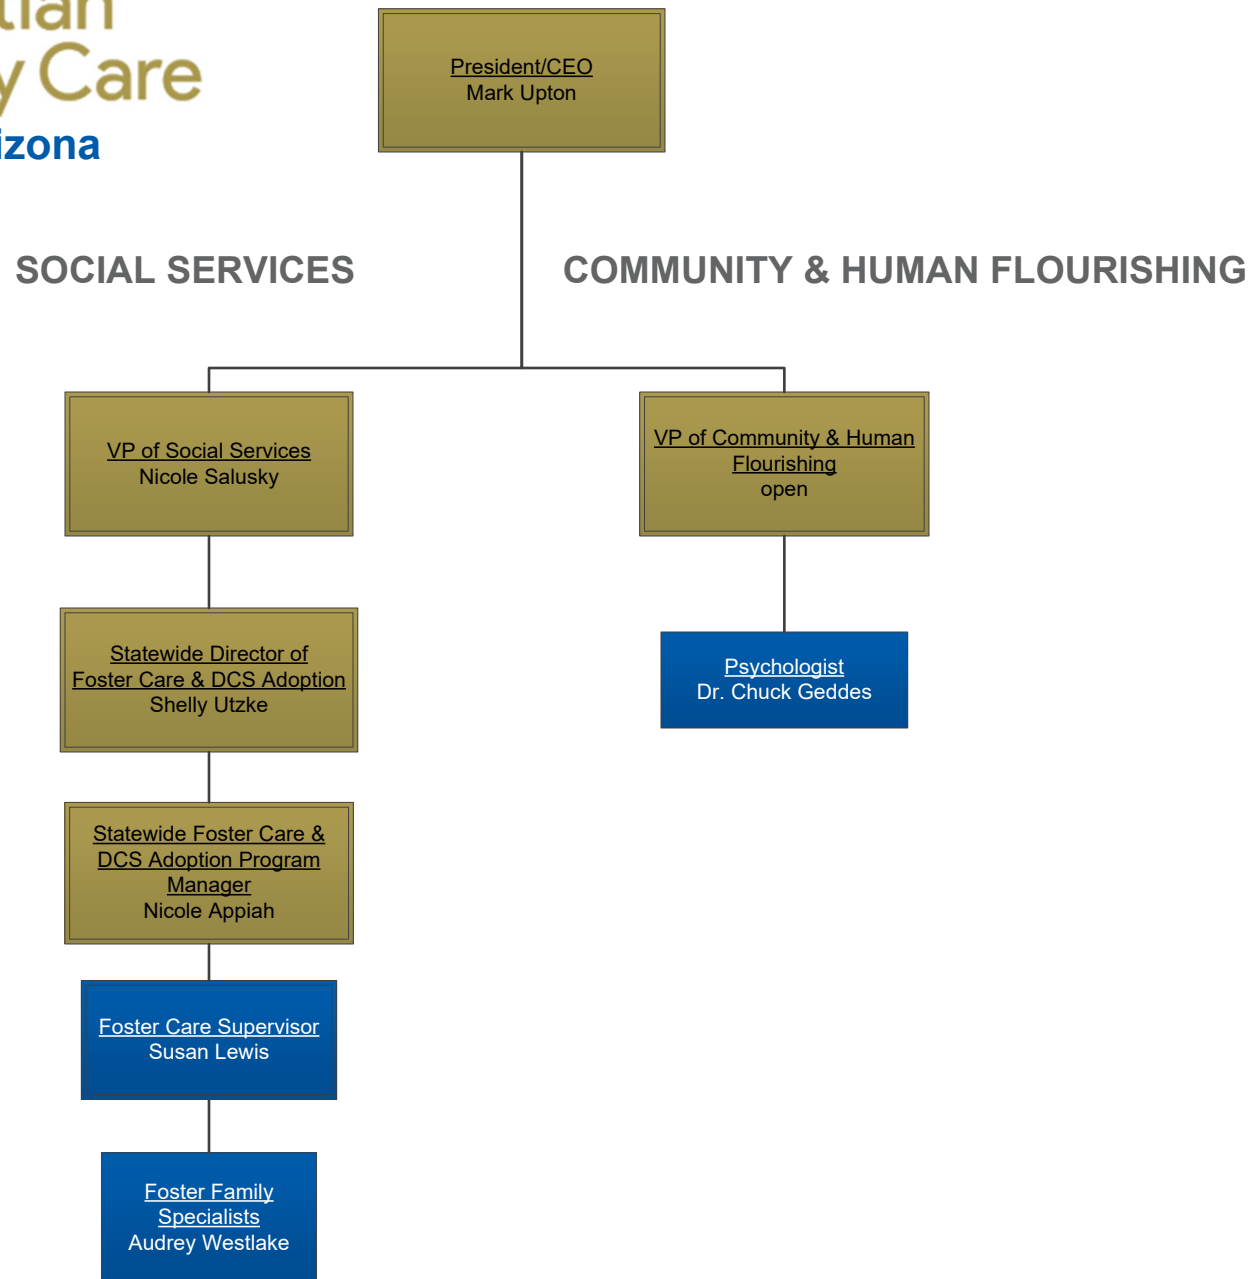 y Care
President/CEO
Mark Upton
SOCIAL SERVICES
COMMUNITY & HUMAN FLOURISHING
VP of Social Services
Nicole Salusky
VP of Community & Human
Flourishing
open
Statewide Director of
Foster Care & DCS Adoption
Shelly Utzke
Psychologist
Dr. Chuck Geddes
Statewide Foster Care &
DCS Adoption Program
Manager
Nicole Appiah
Foster Care Supervisor
Susan Lewis
Foster Family
Specialists
Audrey Westlake